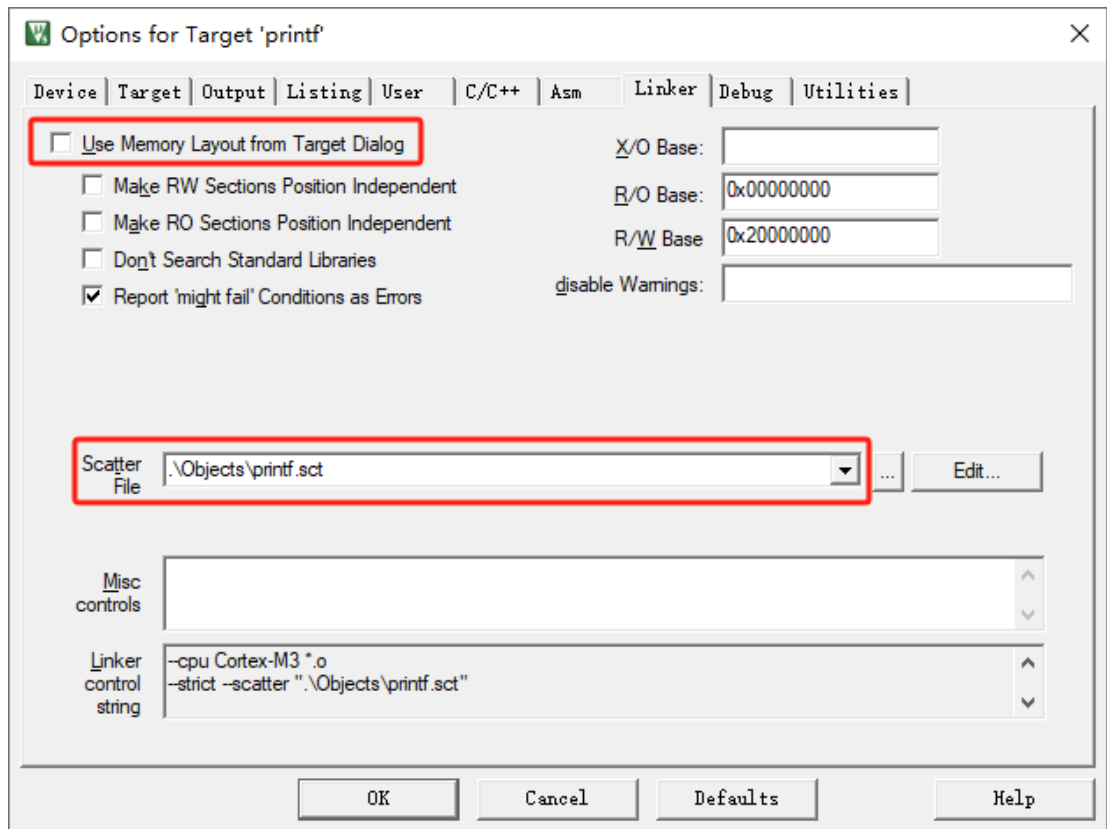 Options for Target 'printf'
Device Target Output Listing User C/C++ Asm Linker Debug Utilities
Use Memory Layout from Target Dialog
Make RW Sections Position Independent
Make RO Sections Position Independent
Don't Search Standard Libraries
Report 'might fail' Conditions as Errors
X/O Base:
R/O Base: 0x00000000
R/W Base 0x20000000
disable Warnings:
Scatter
File
.\Objects\printf.sct
...
Edit...
Misc
controls
Linker
control
string
--cpu Cortex-M3 *.o
--strict --scatter ".\Objects\printf.sct"
OK Cancel Defaults Help